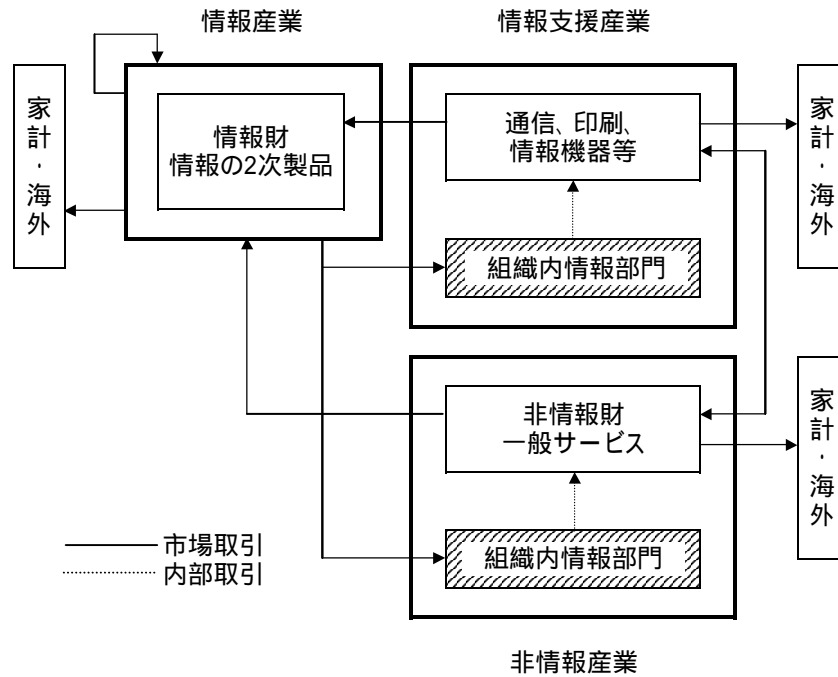 情報産業
情報支援産業
家計・海外
情報財
情報の2次製品
通信、印刷、
情報機器等
家計・海外
組織内情報部門
非情報財
一般サービス
家計・海外
組織内情報部門
市場取引
内部取引
非情報産業